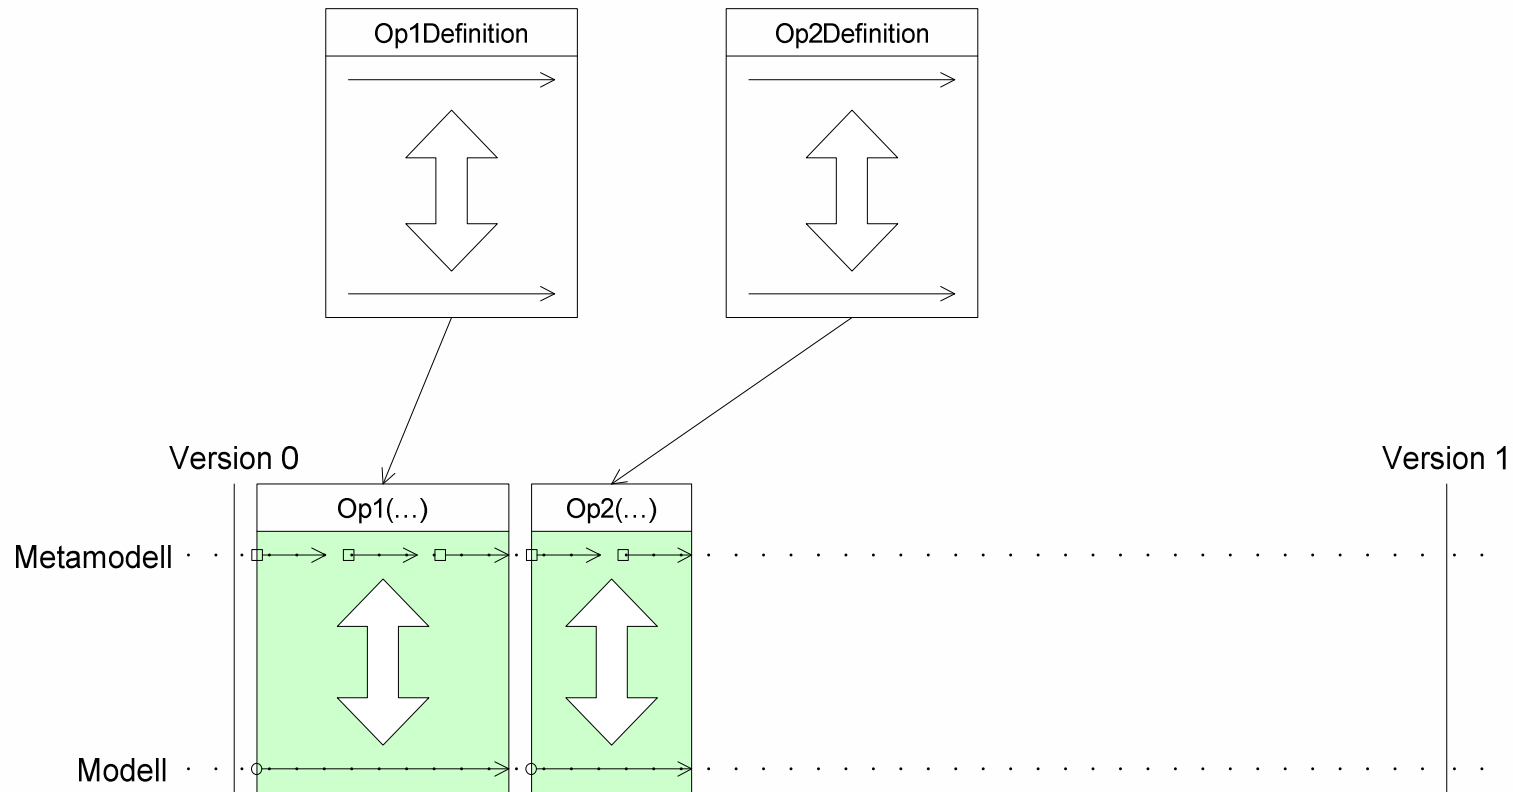 Op1Definition
Op2Definition
Version 0
Version 1
Op1(…)
Op2(…)
Metamodell
Modell